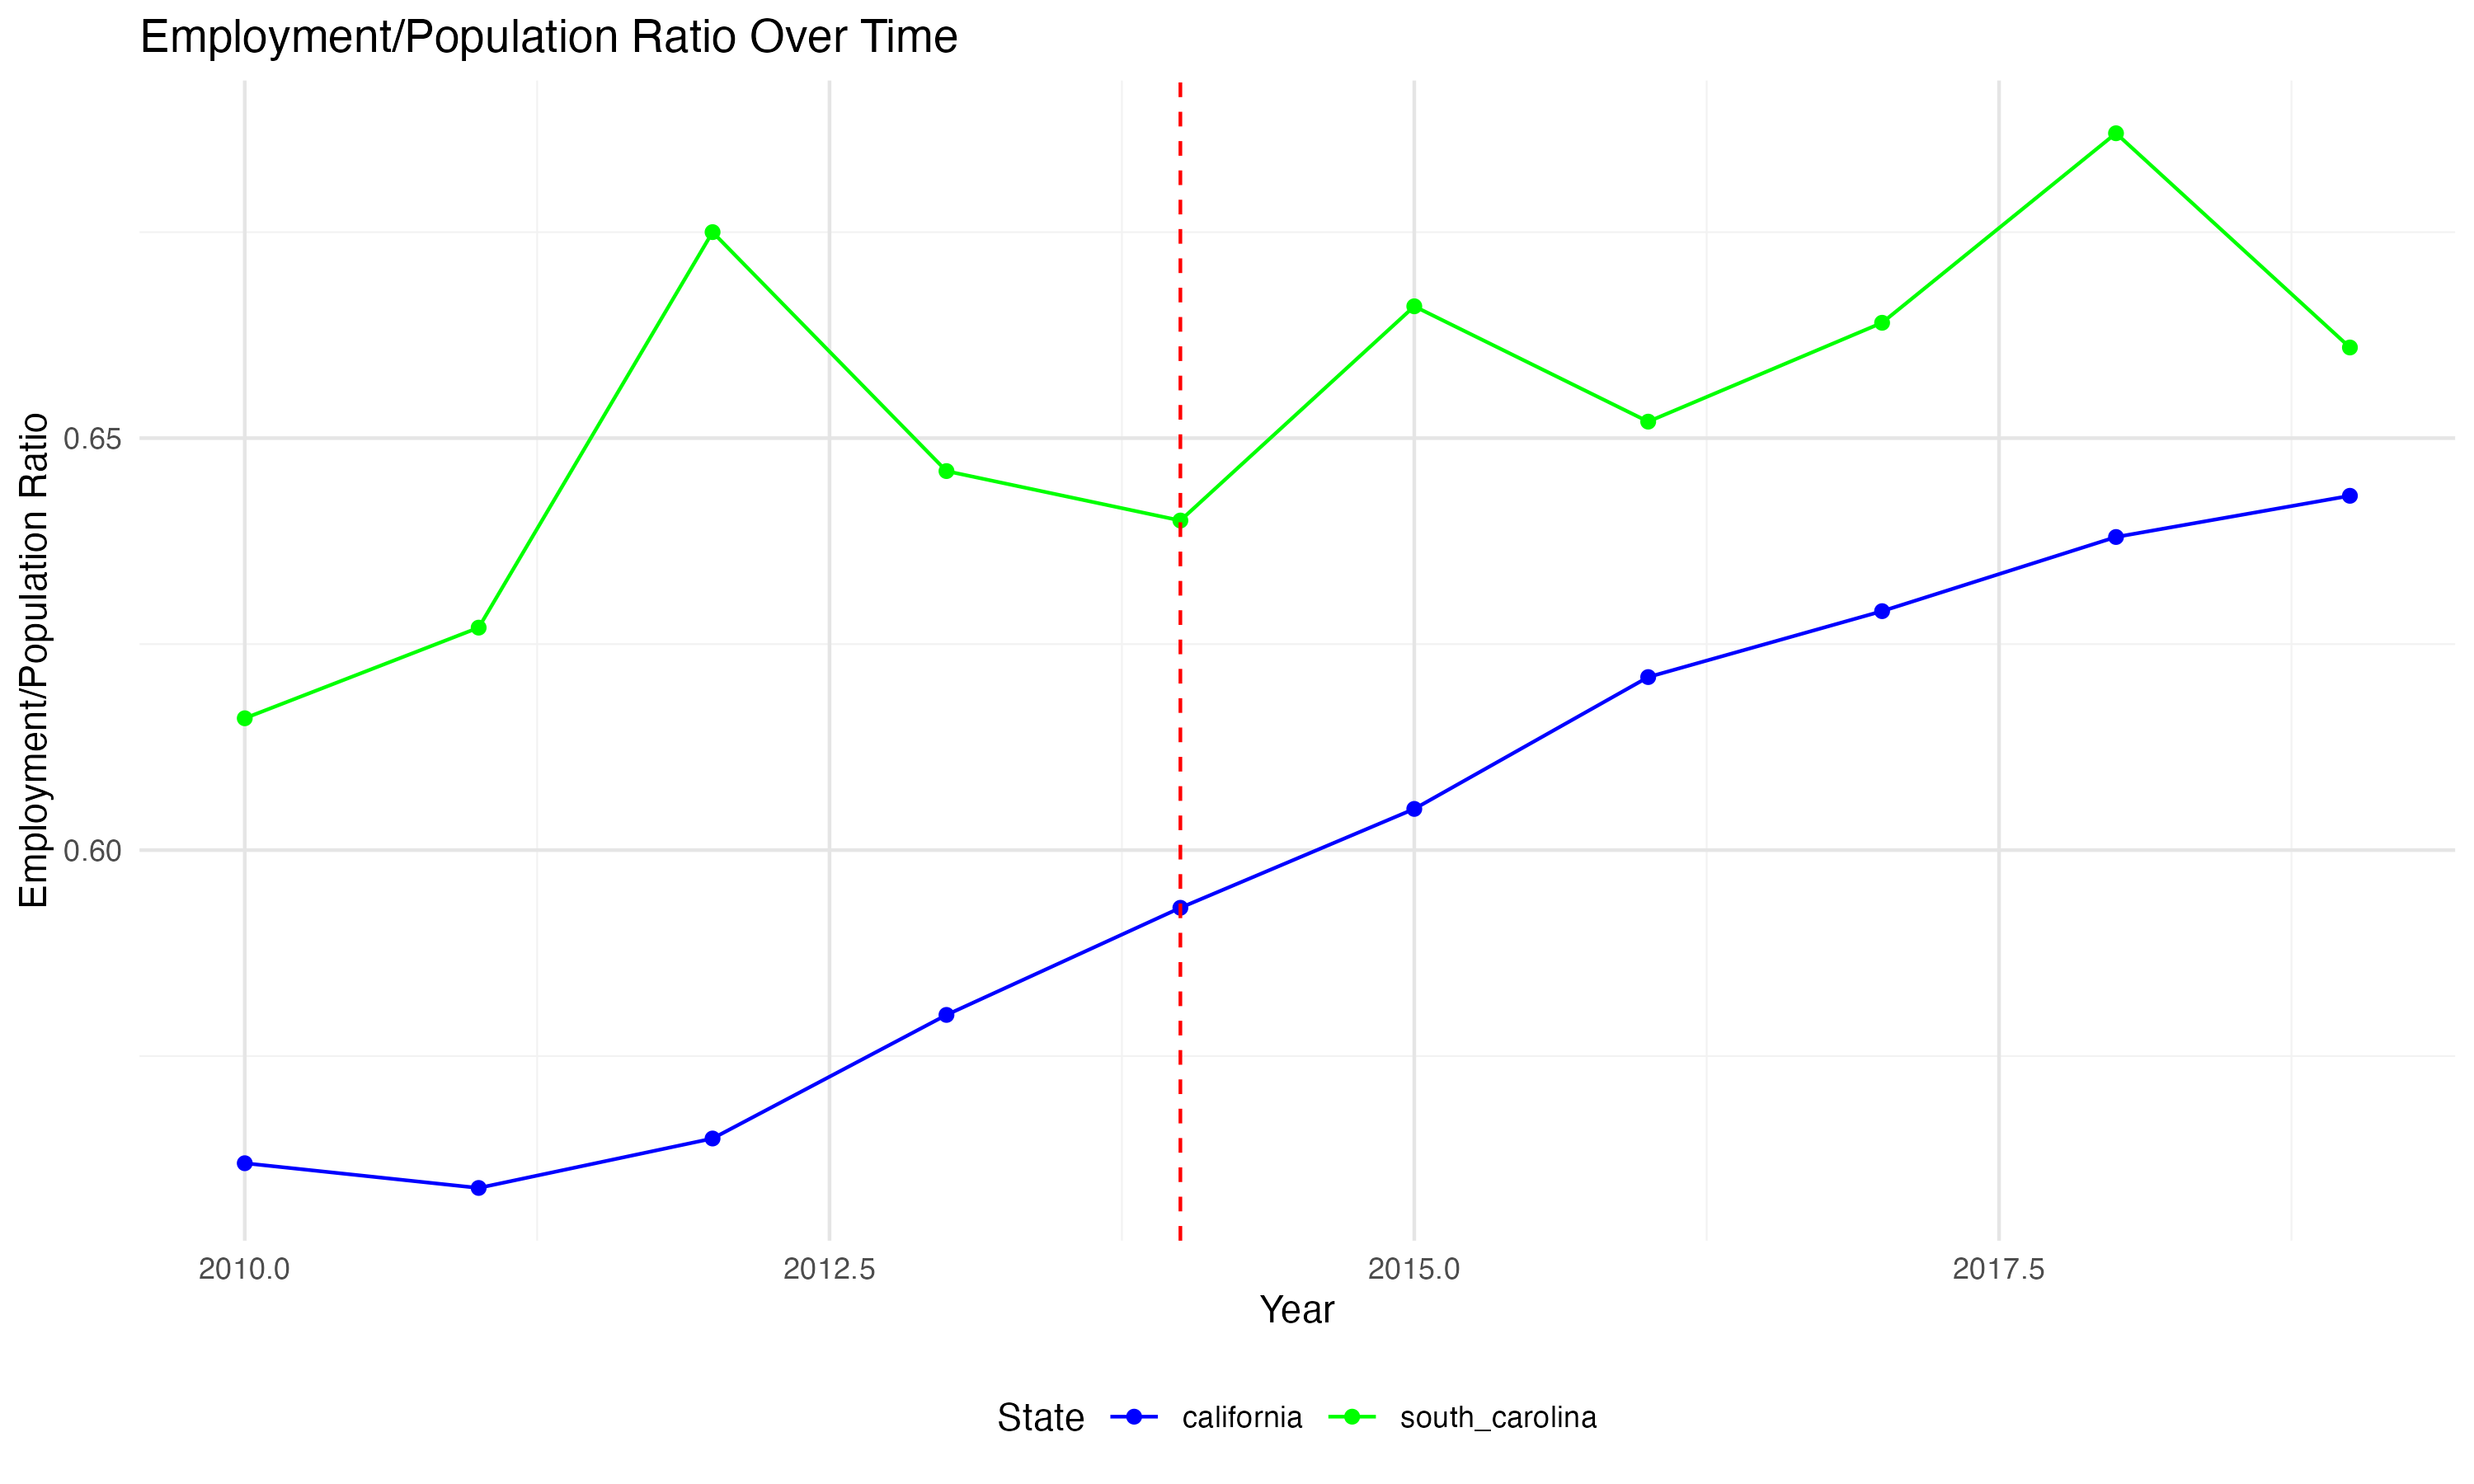 Employment/Population Ratio Over Time
Employment/Population Ratio
0.65
0.60
2010.0 2012.5 2015.0 2017.5
Year
State california south_carolina